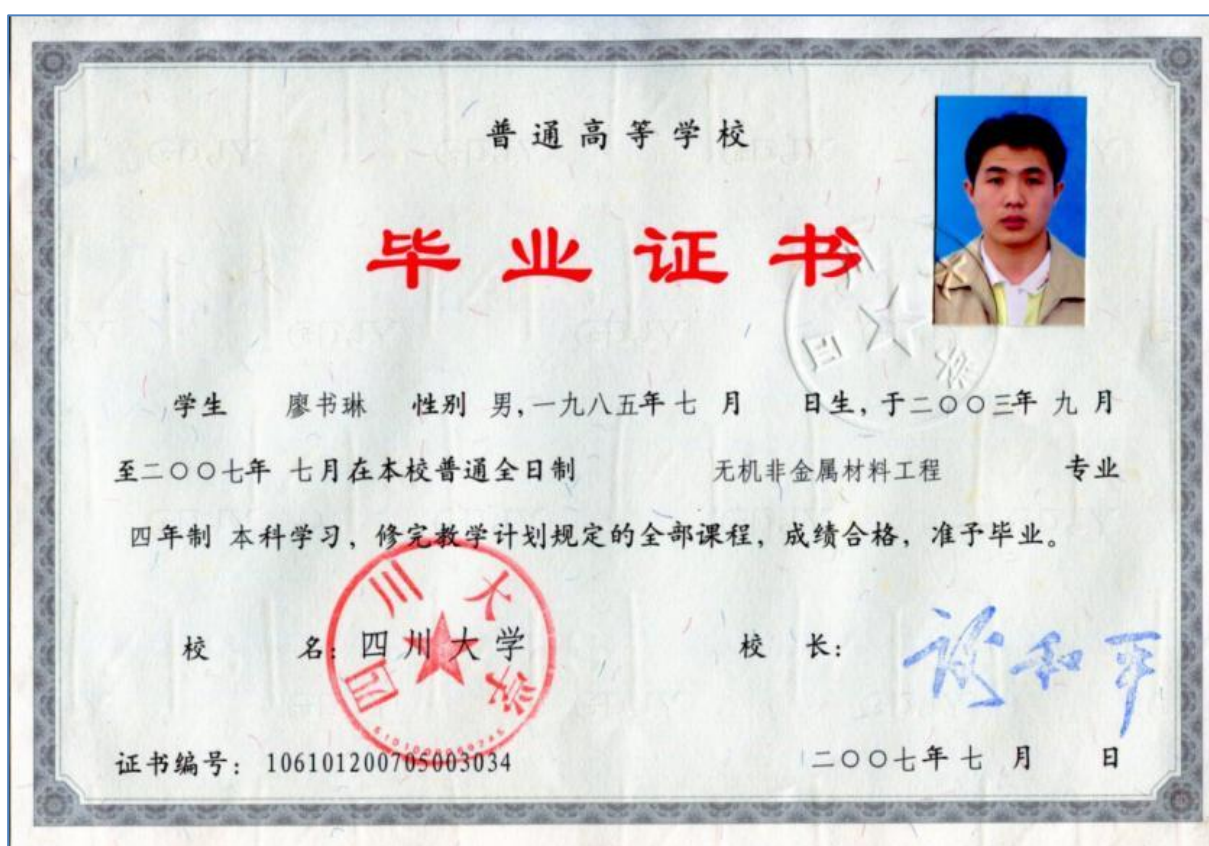 普通高等学校
毕业证书
学生 廖书琳 性别 男,一九八五年七 月 日生,于二〇〇三年 九 月
至二〇〇七年 七月在本校普通全日制 无机非金属材料工程 专业
四年制 本科学习，修完教学计划规定的全部课程，成绩合格，准予毕业。
校 名：四川大学 校 长： 谢和平
四川大学
证书编号：106101200705003034 二〇〇七年七 月 日